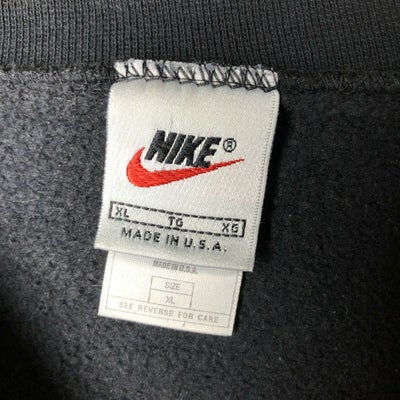 NIKE®
XL TG XG
MADE IN U.S.A.
MADE IN U.S.A.
SIZE
XL
SEE REVERSE FOR CARE